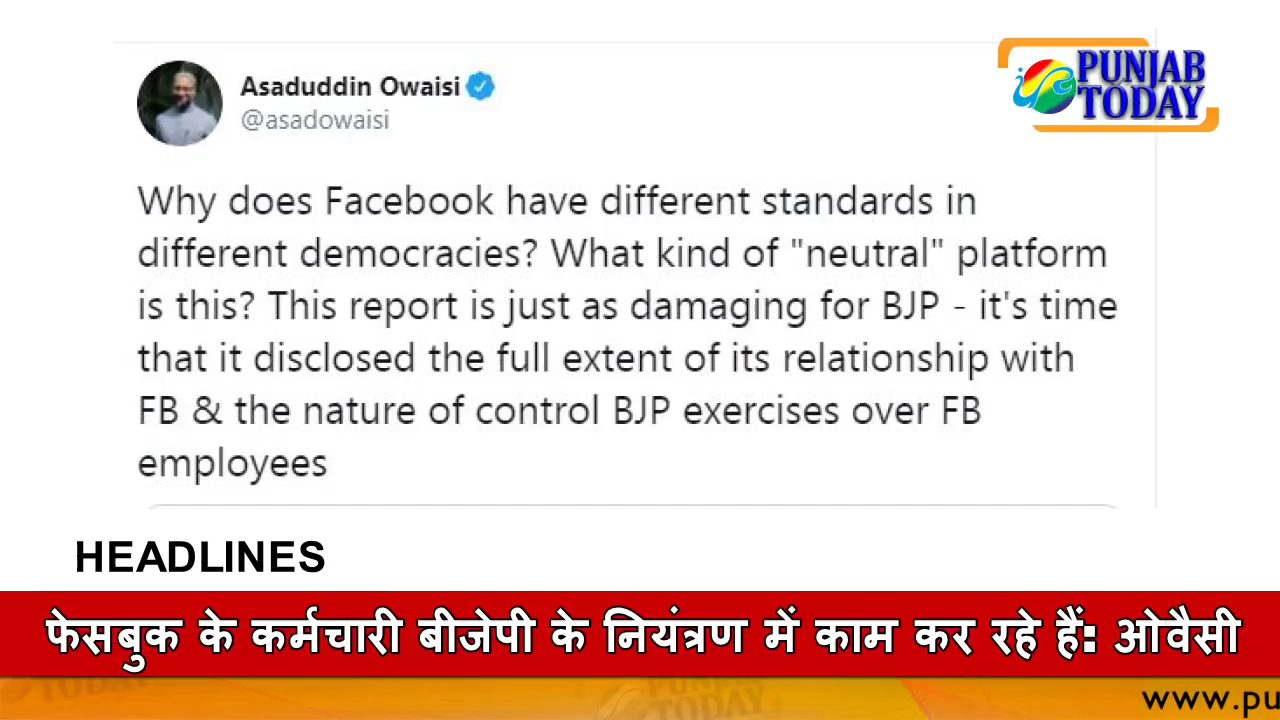 Asaduddin Owaisi
@asadowaisi
PUNJAB
TODAY
Why does Facebook have different standards in
different democracies? What kind of "neutral" platform
is this? This report is just as damaging for BJP - it's time
that it disclosed the full extent of its relationship with
FB & the nature of control BJP exercises over FB
employees
HEADLINES
फेसबुक के कर्मचारी बीजेपी के नियंत्रण में काम कर रहे हैं: ओवैसी
TODAY
PUNJAB
TODAY
www.pu